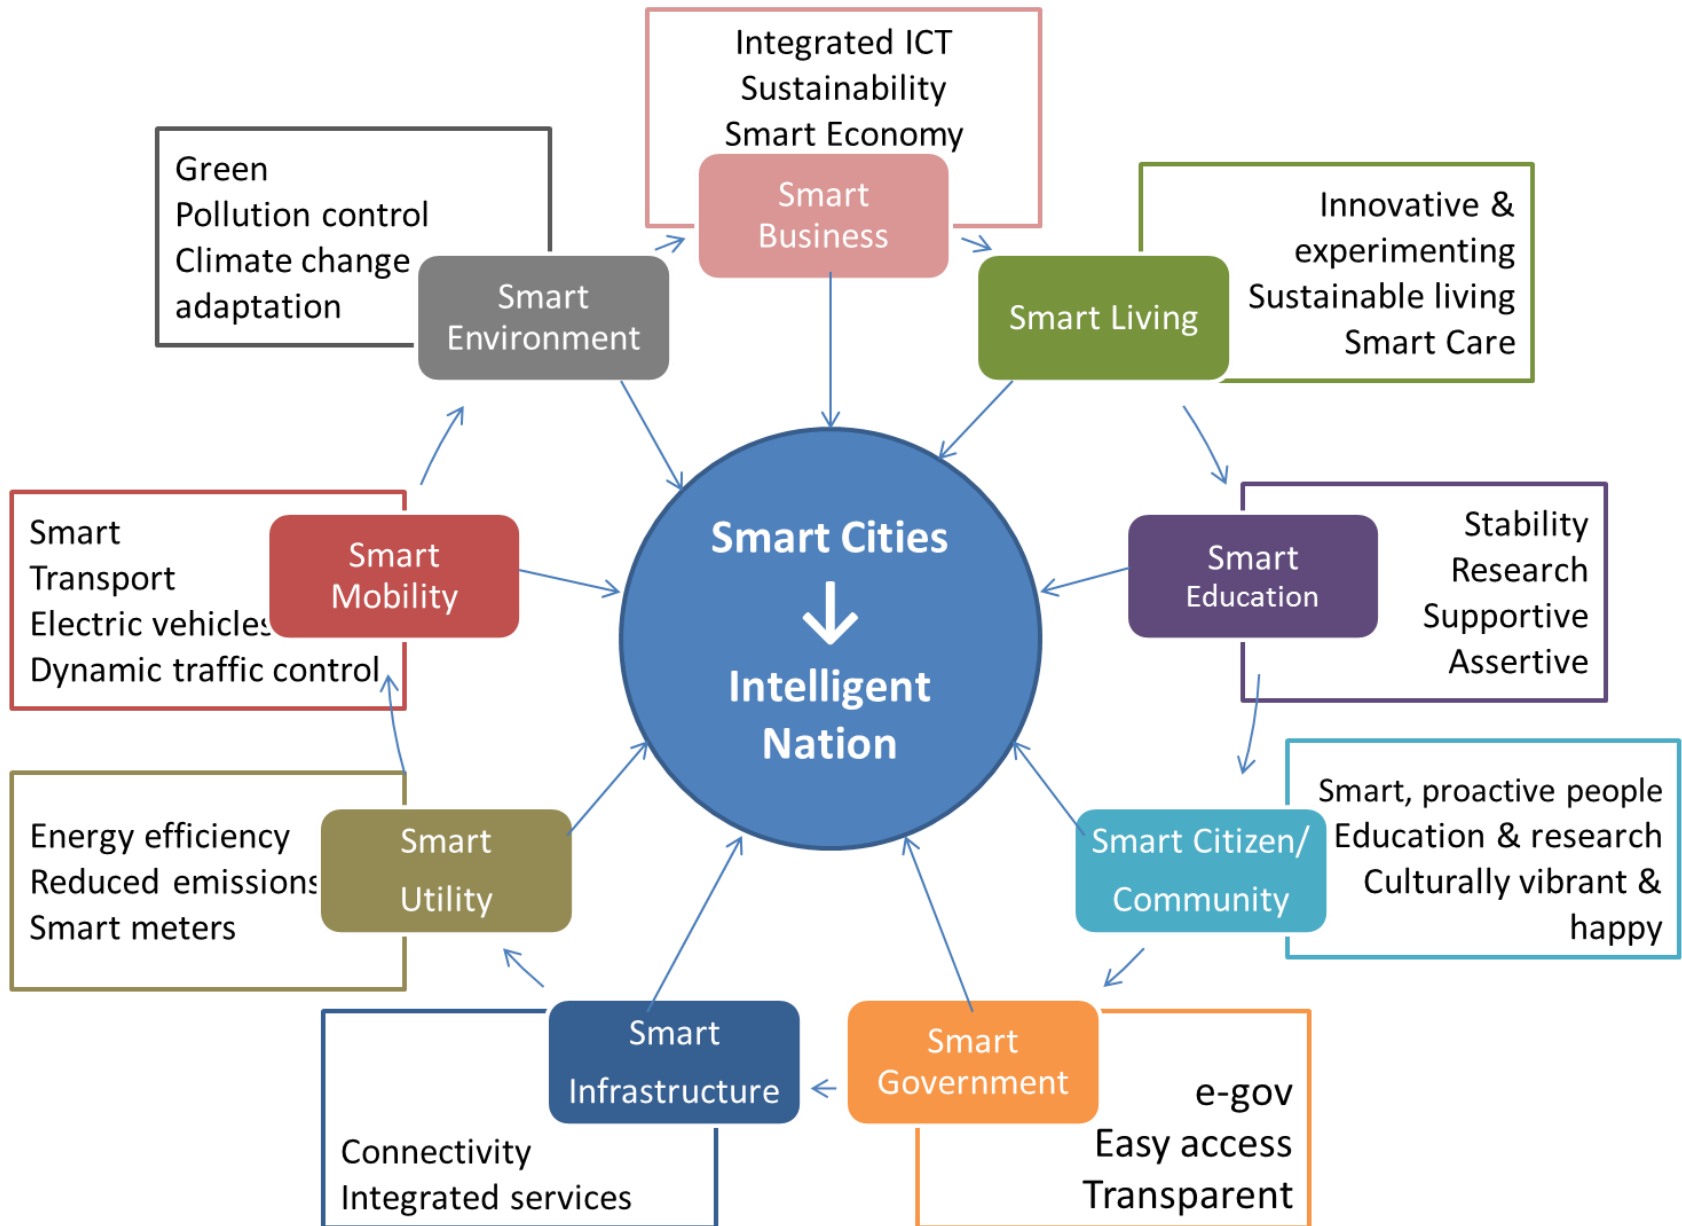 Integrated ICT
Sustainability
Smart Economy
Smart
Business
Green
Pollution control
Climate change
adaptation
Smart
Environment
Innovative &
experimenting
Sustainable living
Smart Care
Smart Living
Smart
Transport
Electric vehicles
Dynamic traffic control
Smart
Mobility
Smart Cities
Intelligent
Nation
Smart
Education
Stability
Research
Supportive
Assertive
Energy efficiency
Reduced emissions
Smart meters
Smart
Utility
Smart Citizen/
Community
Smart, proactive people
Education & research
Culturally vibrant &
happy
Smart
Infrastructure
Connectivity
Integrated services
Smart
Government
e-gov
Easy access
Transparent